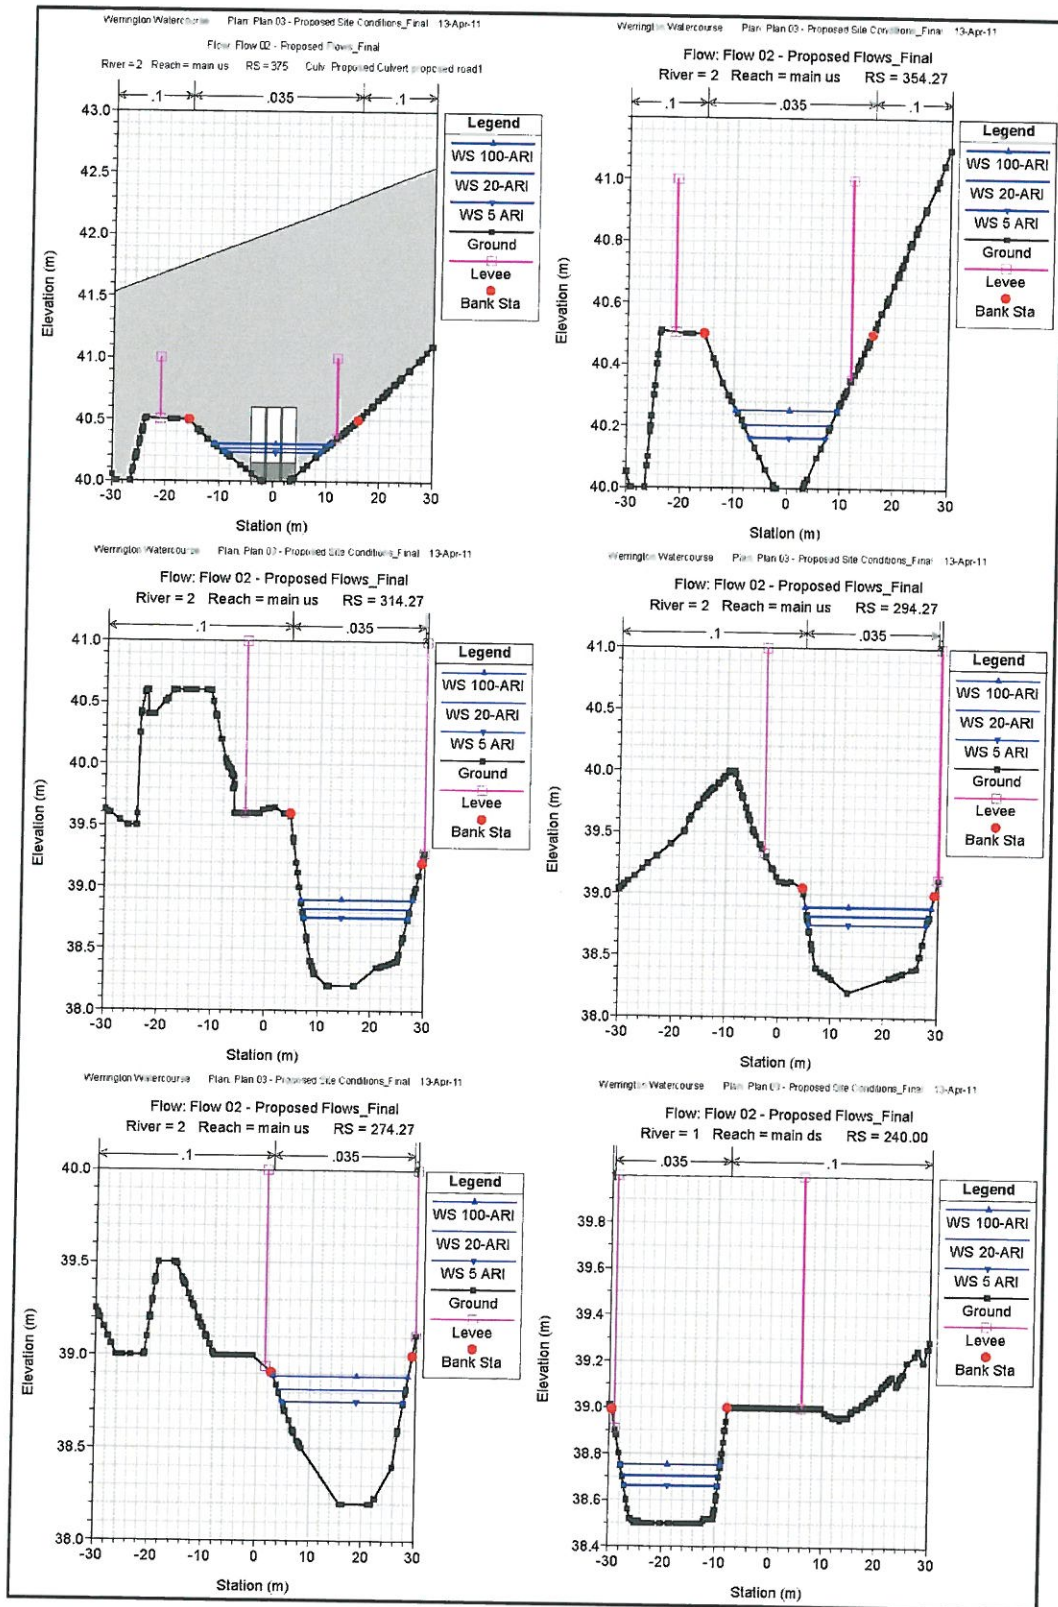 Werrington Watercourse Plan: Plan 03 - Proposed Site Conditions_Final 13-Apr-11
Flow: Flow 02 - Proposed Flows_Final
River = 2 Reach = main us RS = 375 Culv Proposed Culvert proposed road1
.1 .035 .1
43.0
42.5
42.0
41.5
41.0
40.5
40.0
Elevation (m)
-30 -20 -10 0 10 20 30
Station (m)
Legend
WS 100-ARI
WS 20-ARI
WS 5 ARI
Ground
Levee
Bank Sta
Werrington Watercourse Plan: Plan 03 - Proposed Site Conditions_Final 13-Apr-11
Flow: Flow 02 - Proposed Flows_Final
River = 2 Reach = main us RS = 354.27
.1 .035 .1
41.0
40.8
40.6
40.4
40.2
40.0
Elevation (m)
-30 -20 -10 0 10 20 30
Station (m)
Legend
WS 100-ARI
WS 20-ARI
WS 5 ARI
Ground
Levee
Bank Sta
Werrington Watercourse Plan: Plan 03 - Proposed Site Conditions_Final 13-Apr-11
Flow: Flow 02 - Proposed Flows_Final
River = 2 Reach = main us RS = 314.27
.1 .035
41.0
40.5
40.0
39.5
39.0
38.5
38.0
Elevation (m)
-30 -20 -10 0 10 20 30
Station (m)
Legend
WS 100-ARI
WS 20-ARI
WS 5 ARI
Ground
Levee
Bank Sta
Werrington Watercourse Plan: Plan 03 - Proposed Site Conditions_Final 13-Apr-11
Flow: Flow 02 - Proposed Flows_Final
River = 2 Reach = main us RS = 294.27
.1 .035
41.0
40.5
40.0
39.5
39.0
38.5
38.0
Elevation (m)
-30 -20 -10 0 10 20 30
Station (m)
Legend
WS 100-ARI
WS 20-ARI
WS 5 ARI
Ground
Levee
Bank Sta
Werrington Watercourse Plan: Plan 03 - Proposed Site Conditions_Final 13-Apr-11
Flow: Flow 02 - Proposed Flows_Final
River = 2 Reach = main us RS = 274.27
.1 .035
40.0
39.5
39.0
38.5
38.0
Elevation (m)
-30 -20 -10 0 10 20 30
Station (m)
Legend
WS 100-ARI
WS 20-ARI
WS 5 ARI
Ground
Levee
Bank Sta
Werrington Watercourse Plan: Plan 03 - Proposed Site Conditions_Final 13-Apr-11
Flow: Flow 02 - Proposed Flows_Final
River = 1 Reach = main ds RS = 240.00
.035 .1
39.8
39.6
39.4
39.2
39.0
38.8
38.6
38.4
Elevation (m)
-30 -20 -10 0 10 20 30
Station (m)
Legend
WS 100-ARI
WS 20-ARI
WS 5 ARI
Ground
Levee
Bank Sta